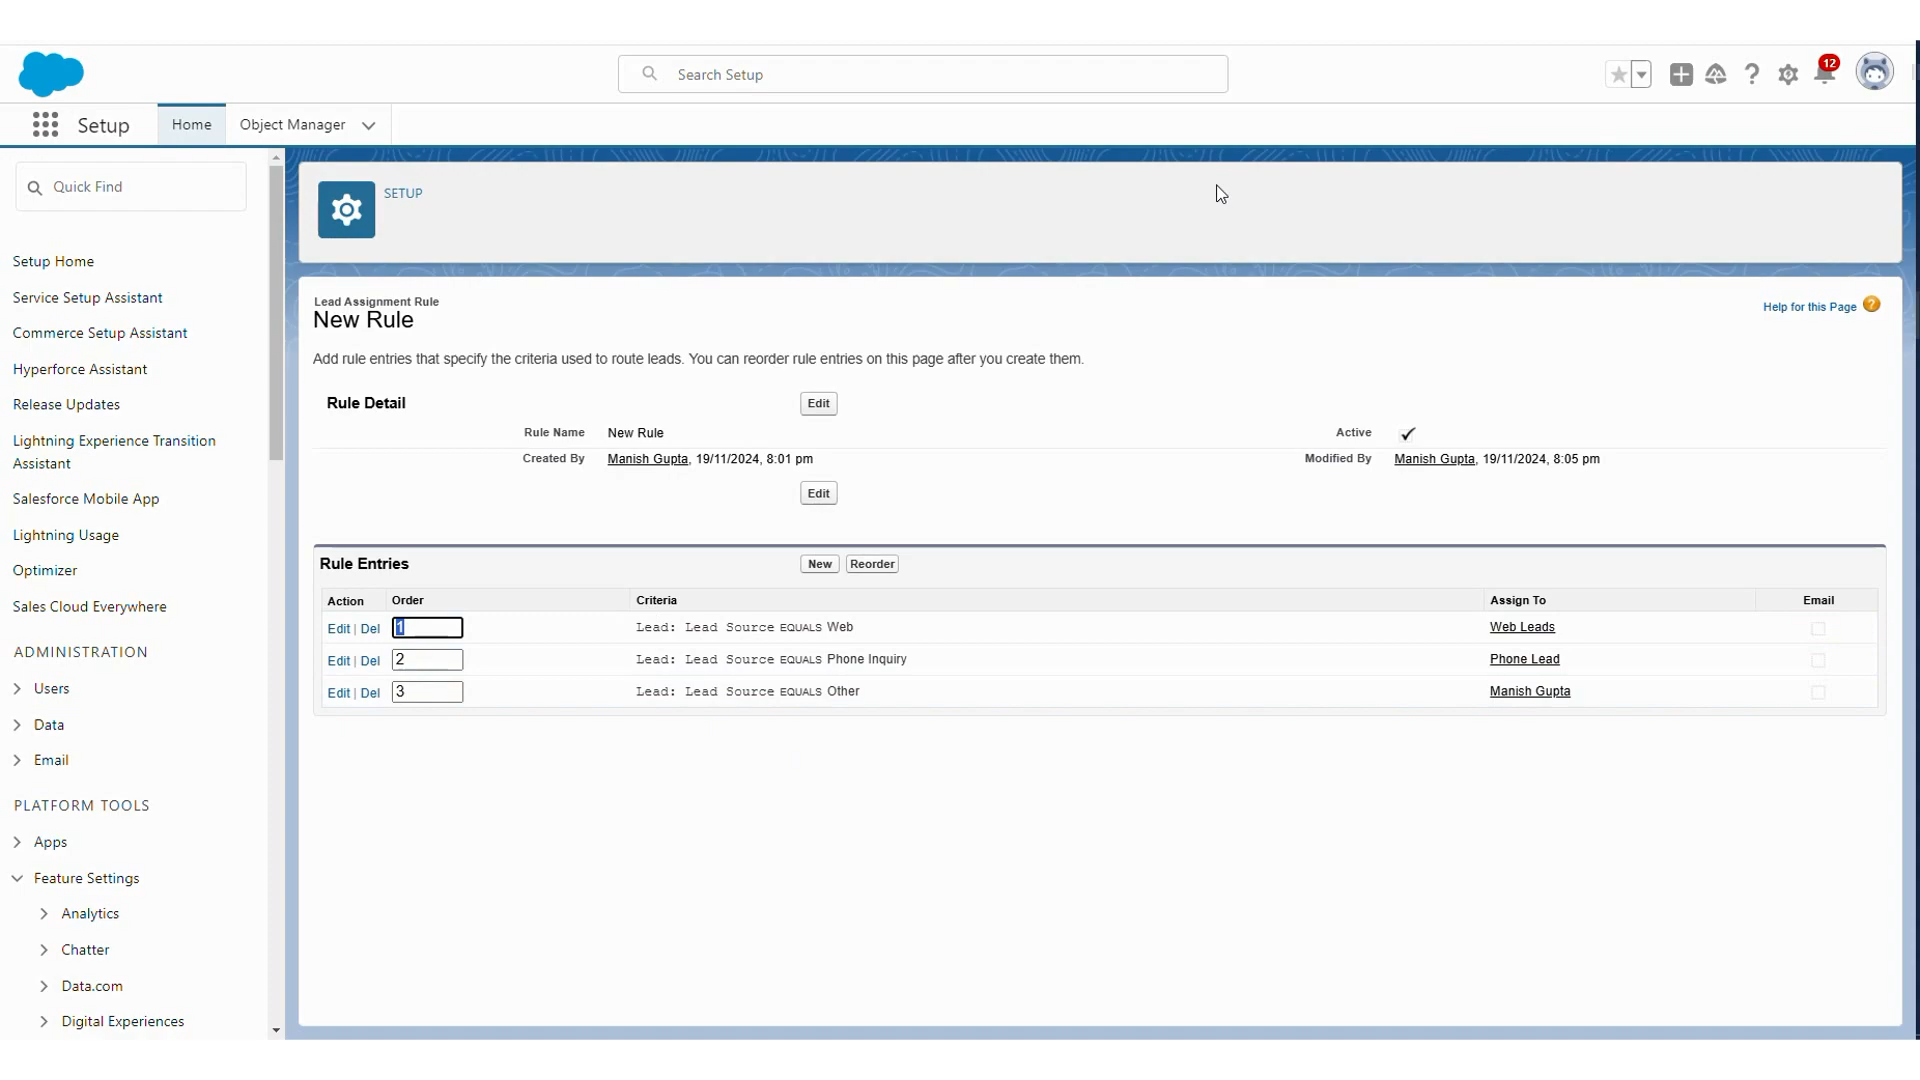 Search Setup
12
Setup
Home
Object Manager
Quick Find
Setup Home
Service Setup Assistant
Commerce Setup Assistant
Hyperforce Assistant
Release Updates
Lightning Experience Transition
Assistant
Salesforce Mobile App
Lightning Usage
Optimizer
Sales Cloud Everywhere
ADMINISTRATION
Users
Data
Email
PLATFORM TOOLS
Apps
Feature Settings
Analytics
Chatter
Data.com
Digital Experiences
SETUP
Lead Assignment Rule
New Rule
Help for this Page ?
Add rule entries that specify the criteria used to route leads. You can reorder rule entries on this page after you create them.
Rule Detail Edit
Rule Name New Rule Active
Created By Manish Gupta, 19/11/2024, 8:01 pm Modified By Manish Gupta, 19/11/2024, 8:05 pm
Edit
Rule Entries New Reorder
Action Order Criteria Assign To Email
Edit | Del 1 Lead: Lead Source EQUALS Web Web Leads
Edit | Del 2 Lead: Lead Source EQUALS Phone Inquiry Phone Lead
Edit | Del 3 Lead: Lead Source EQUALS Other Manish Gupta